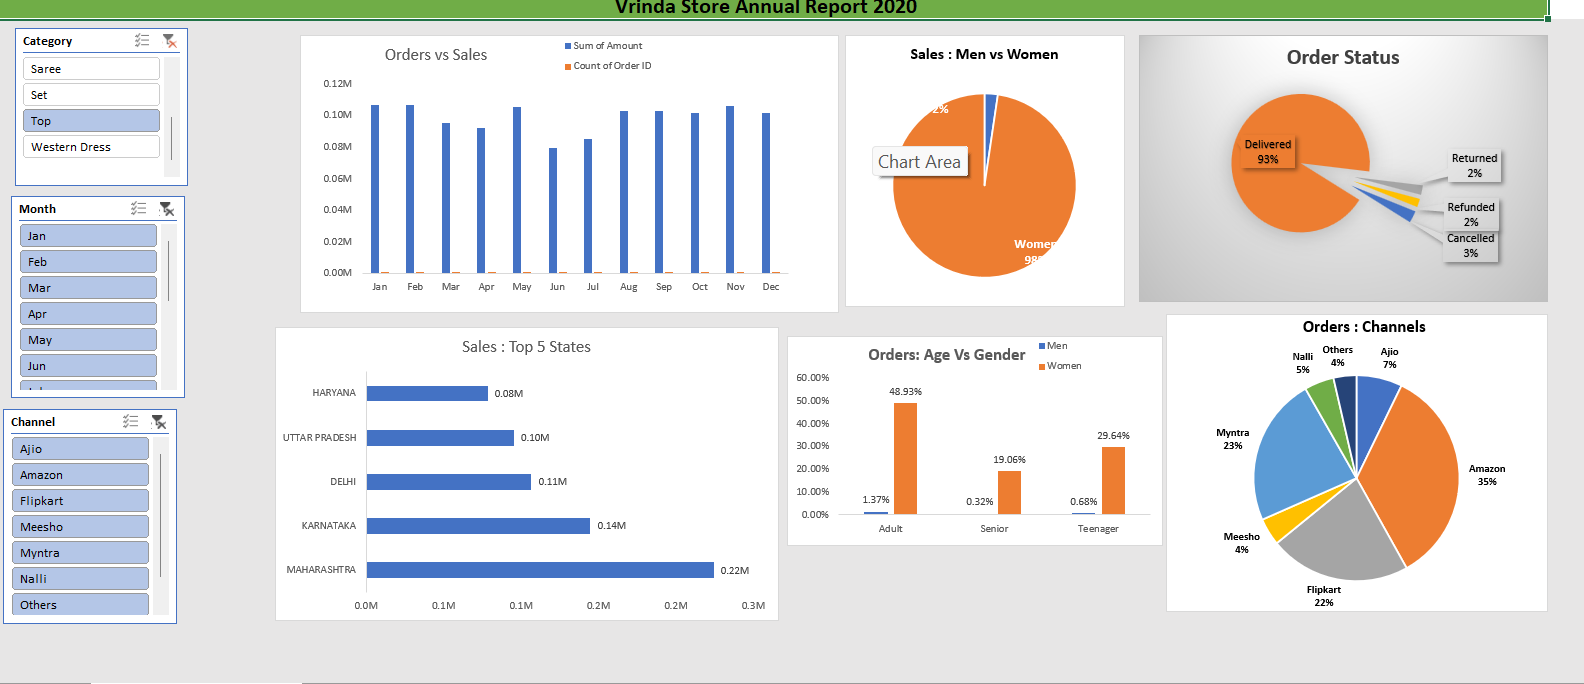 Vrinda Store Annual Report 2020
Category
Saree
Set
Top
Western Dress
Month
Jan
Feb
Mar
Apr
May
Jun
Channel
Ajio
Amazon
Flipkart
Meesho
Myntra
Nalli
Others
Orders vs Sales
Sum of Amount
Count of Order ID
0.12M
0.10M
0.08M
0.06M
0.04M
0.02M
0.00M
Jan Feb Mar Apr May Jun Jul Aug Sep Oct Nov Dec
Sales : Men vs Women
2%
Chart Area
Women
Order Status
Delivered
93%
Returned
2%
Refunded
2%
Cancelled
3%
Sales : Top 5 States
HARYANA 0.08M
UTTAR PRADESH 0.10M
DELHI 0.11M
KARNATAKA 0.14M
MAHARASHTRA 0.22M
0.0M 0.1M 0.1M 0.2M 0.2M 0.3M
Orders: Age Vs Gender
Men
Women
60.00%
50.00%
40.00%
30.00%
20.00%
10.00%
0.00%
48.93%
29.64%
19.06%
1.37%
0.32%
0.68%
Adult Senior Teenager
Orders : Channels
Others
4%
Ajio
7%
Nalli
5%
Myntra
23%
Amazon
35%
Meesho
4%
Flipkart
22%